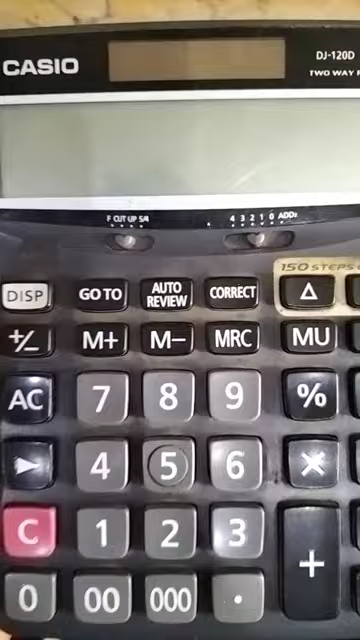 CASIO
DJ-120D
TWO WAY
F CUT UP 5/4
4 3 2 1 0 ADD2
150 STEPS
DISP
GO TO
AUTO REVIEW
CORRECT
Δ
+/−
M+
M−
MRC
MU
AC
7
8
9
%
►
4
5
6
×
C
1
2
3
+
0
00
000
·